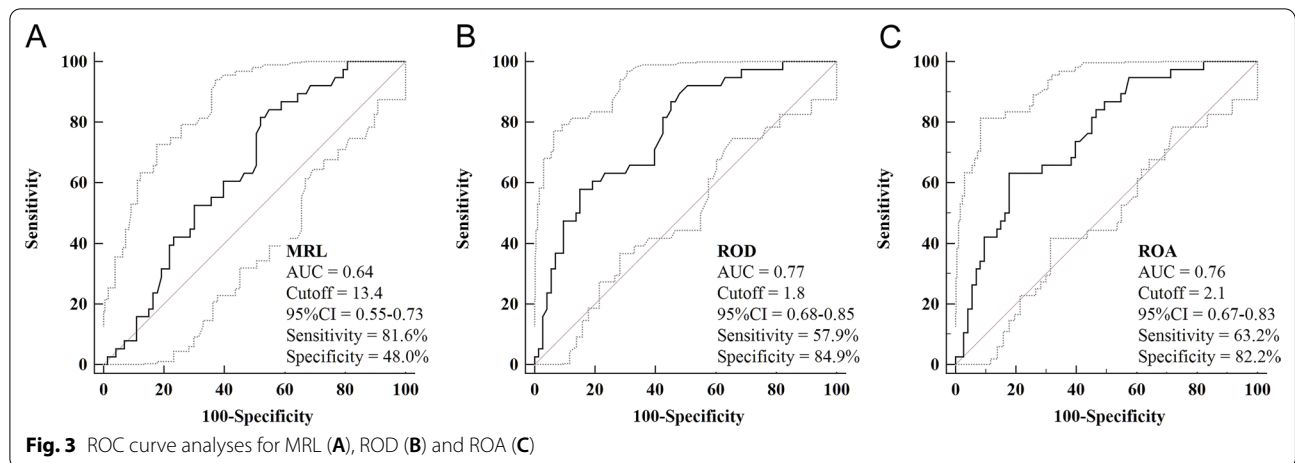 A
100
80
60
40
20
0
Sensitivity
0 20 40 60 80 100
100-Specificity
MRL
AUC = 0.64
Cutoff = 13.4
95%CI = 0.55-0.73
Sensitivity = 81.6%
Specificity = 48.0%
B
100
80
60
40
20
0
Sensitivity
0 20 40 60 80 100
100-Specificity
ROD
AUC = 0.77
Cutoff = 1.8
95%CI = 0.68-0.85
Sensitivity = 57.9%
Specificity = 84.9%
C
100
80
60
40
20
0
Sensitivity
0 20 40 60 80 100
100-Specificity
ROA
AUC = 0.76
Cutoff = 2.1
95%CI = 0.67-0.83
Sensitivity = 63.2%
Specificity = 82.2%
Fig. 3 ROC curve analyses for MRL (A), ROD (B) and ROA (C)